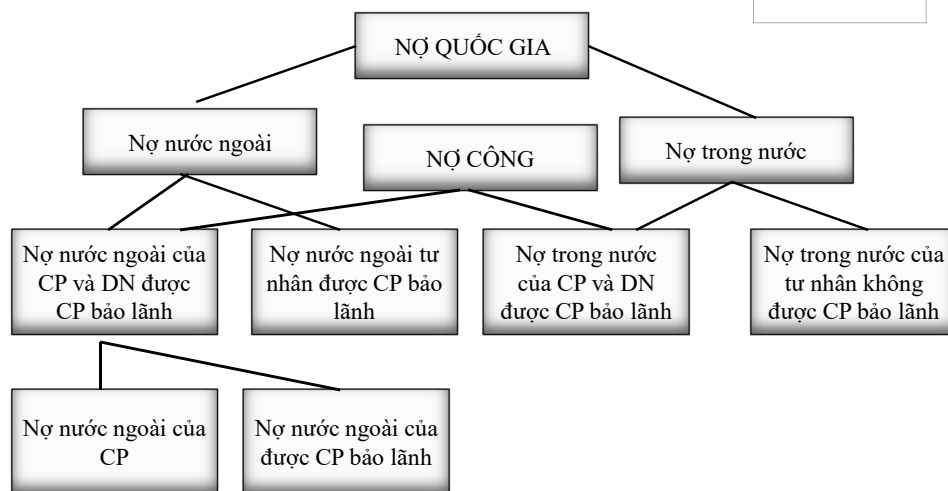 NỢ QUỐC GIA
Nợ nước ngoài
NỢ CÔNG
Nợ trong nước
Nợ nước ngoài của
CP và DN được
CP bảo lãnh
Nợ nước ngoài tư
nhân được CP bảo
lãnh
Nợ trong nước
của CP và DN
được CP bảo lãnh
Nợ trong nước của
tư nhân không
được CP bảo lãnh
Nợ nước ngoài của
CP
Nợ nước ngoài của
được CP bảo lãnh